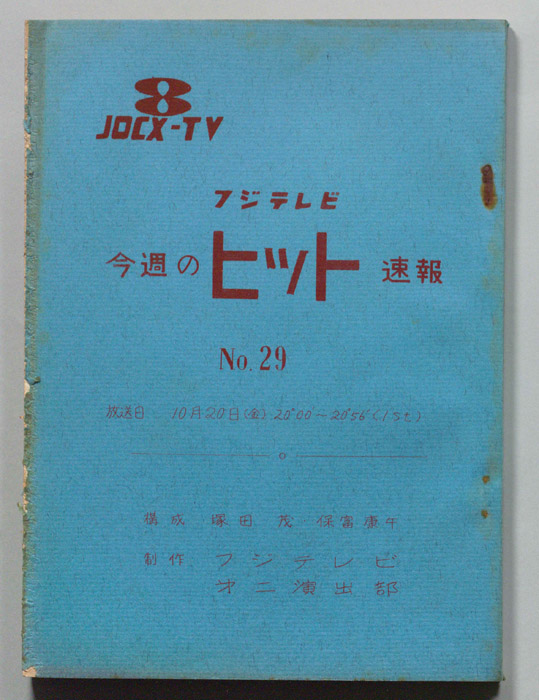 8
JOCX-TV
フジテレビ
今週のヒット速報
No. 29
放送日 10月20日(金) 20°00~20°56'(1St)
構成 塚田 茂・保富康午
制作 フジテレビ
第二演出部